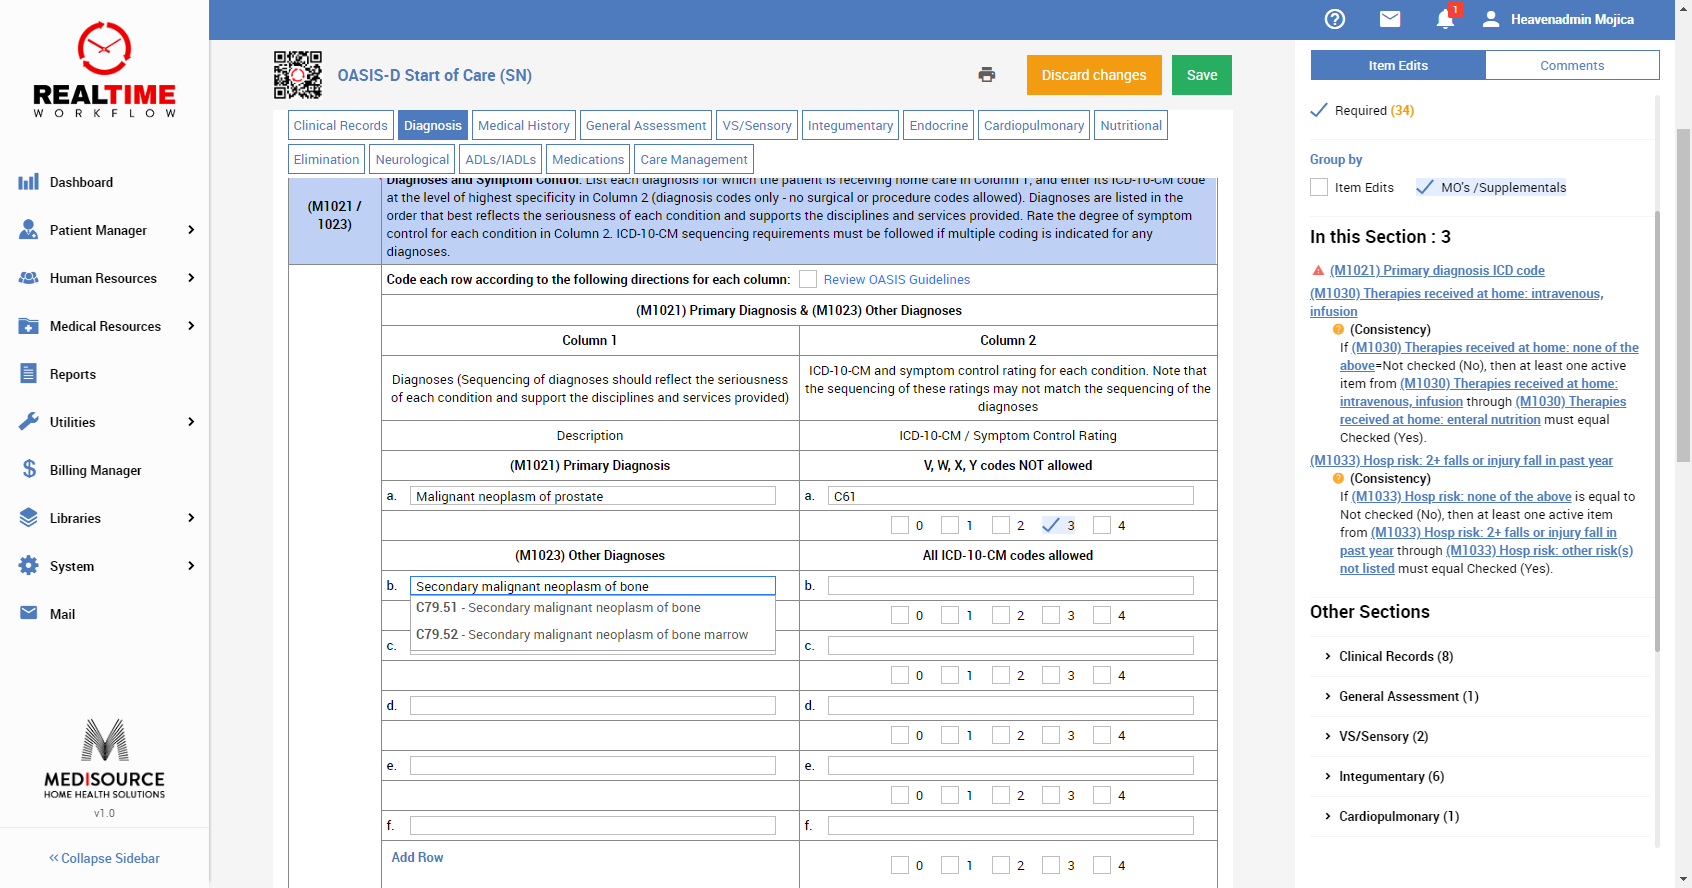 REALTIME
WORKFLOW
Dashboard
Patient Manager
Human Resources
Medical Resources
Reports
Utilities
Billing Manager
Libraries
System
Mail
MEDISOURCE
HOME HEALTH SOLUTIONS
v1.0
Collapse Sidebar
1
Heavenadmin Mojica
OASIS-D Start of Care (SN)
Discard changes
Save
Clinical Records
Diagnosis
Medical History
General Assessment
VS/Sensory
Integumentary
Endocrine
Cardiopulmonary
Nutritional
Elimination
Neurological
ADLs/IADLs
Medications
Care Management
(M1021 /
1023)
Diagnoses and Symptom Control. List each diagnosis for which the patient is receiving home care in Column 1, and enter its ICD-10-CM code
at the level of highest specificity in Column 2 (diagnosis codes only - no surgical or procedure codes allowed). Diagnoses are listed in the
order that best reflects the seriousness of each condition and supports the disciplines and services provided. Rate the degree of symptom
control for each condition in Column 2. ICD-10-CM sequencing requirements must be followed if multiple coding is indicated for any
diagnoses.
Code each row according to the following directions for each column: Review OASIS Guidelines
(M1021) Primary Diagnosis & (M1023) Other Diagnoses
Column 1
Column 2
Diagnoses (Sequencing of diagnoses should reflect the seriousness
of each condition and support the disciplines and services provided)
ICD-10-CM and symptom control rating for each condition. Note that
the sequencing of these ratings may not match the sequencing of the
diagnoses
Description
ICD-10-CM / Symptom Control Rating
(M1021) Primary Diagnosis
V, W, X, Y codes NOT allowed
a. Malignant neoplasm of prostate
a. C61
0 1 2 3 4
(M1023) Other Diagnoses
All ICD-10-CM codes allowed
b. Secondary malignant neoplasm of bone
b.
C79.51 - Secondary malignant neoplasm of bone
0 1 2 3 4
C79.52 - Secondary malignant neoplasm of bone marrow
c.
c.
0 1 2 3 4
d.
d.
0 1 2 3 4
e.
e.
0 1 2 3 4
f.
f.
Add Row
0 1 2 3 4
Item Edits
Comments
Required (34)
Group by
Item Edits
MO's /Supplementals
In this Section : 3
(M1021) Primary diagnosis ICD code
(M1030) Therapies received at home: intravenous,
infusion
? (Consistency)
If (M1030) Therapies received at home: none of the
above=Not checked (No), then at least one active
item from (M1030) Therapies received at home:
intravenous, infusion through (M1030) Therapies
received at home: enteral nutrition must equal
Checked (Yes).
(M1033) Hosp risk: 2+ falls or injury fall in past year
? (Consistency)
If (M1033) Hosp risk: none of the above is equal to
Not checked (No), then at least one active item
from (M1033) Hosp risk: 2+ falls or injury fall in
past year through (M1033) Hosp risk: other risk(s)
not listed must equal Checked (Yes).
Other Sections
Clinical Records (8)
General Assessment (1)
VS/Sensory (2)
Integumentary (6)
Cardiopulmonary (1)